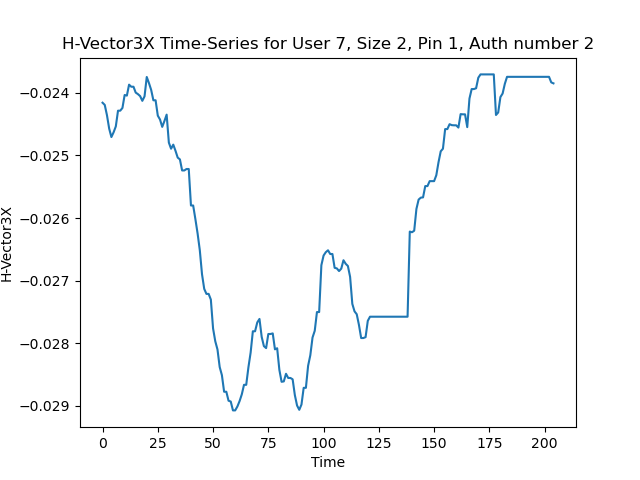 H-Vector3X Time-Series for User 7, Size 2, Pin 1, Auth number 2
H-Vector3X
−0.024
−0.025
−0.026
−0.027
−0.028
−0.029
0 25 50 75 100 125 150 175 200
Time